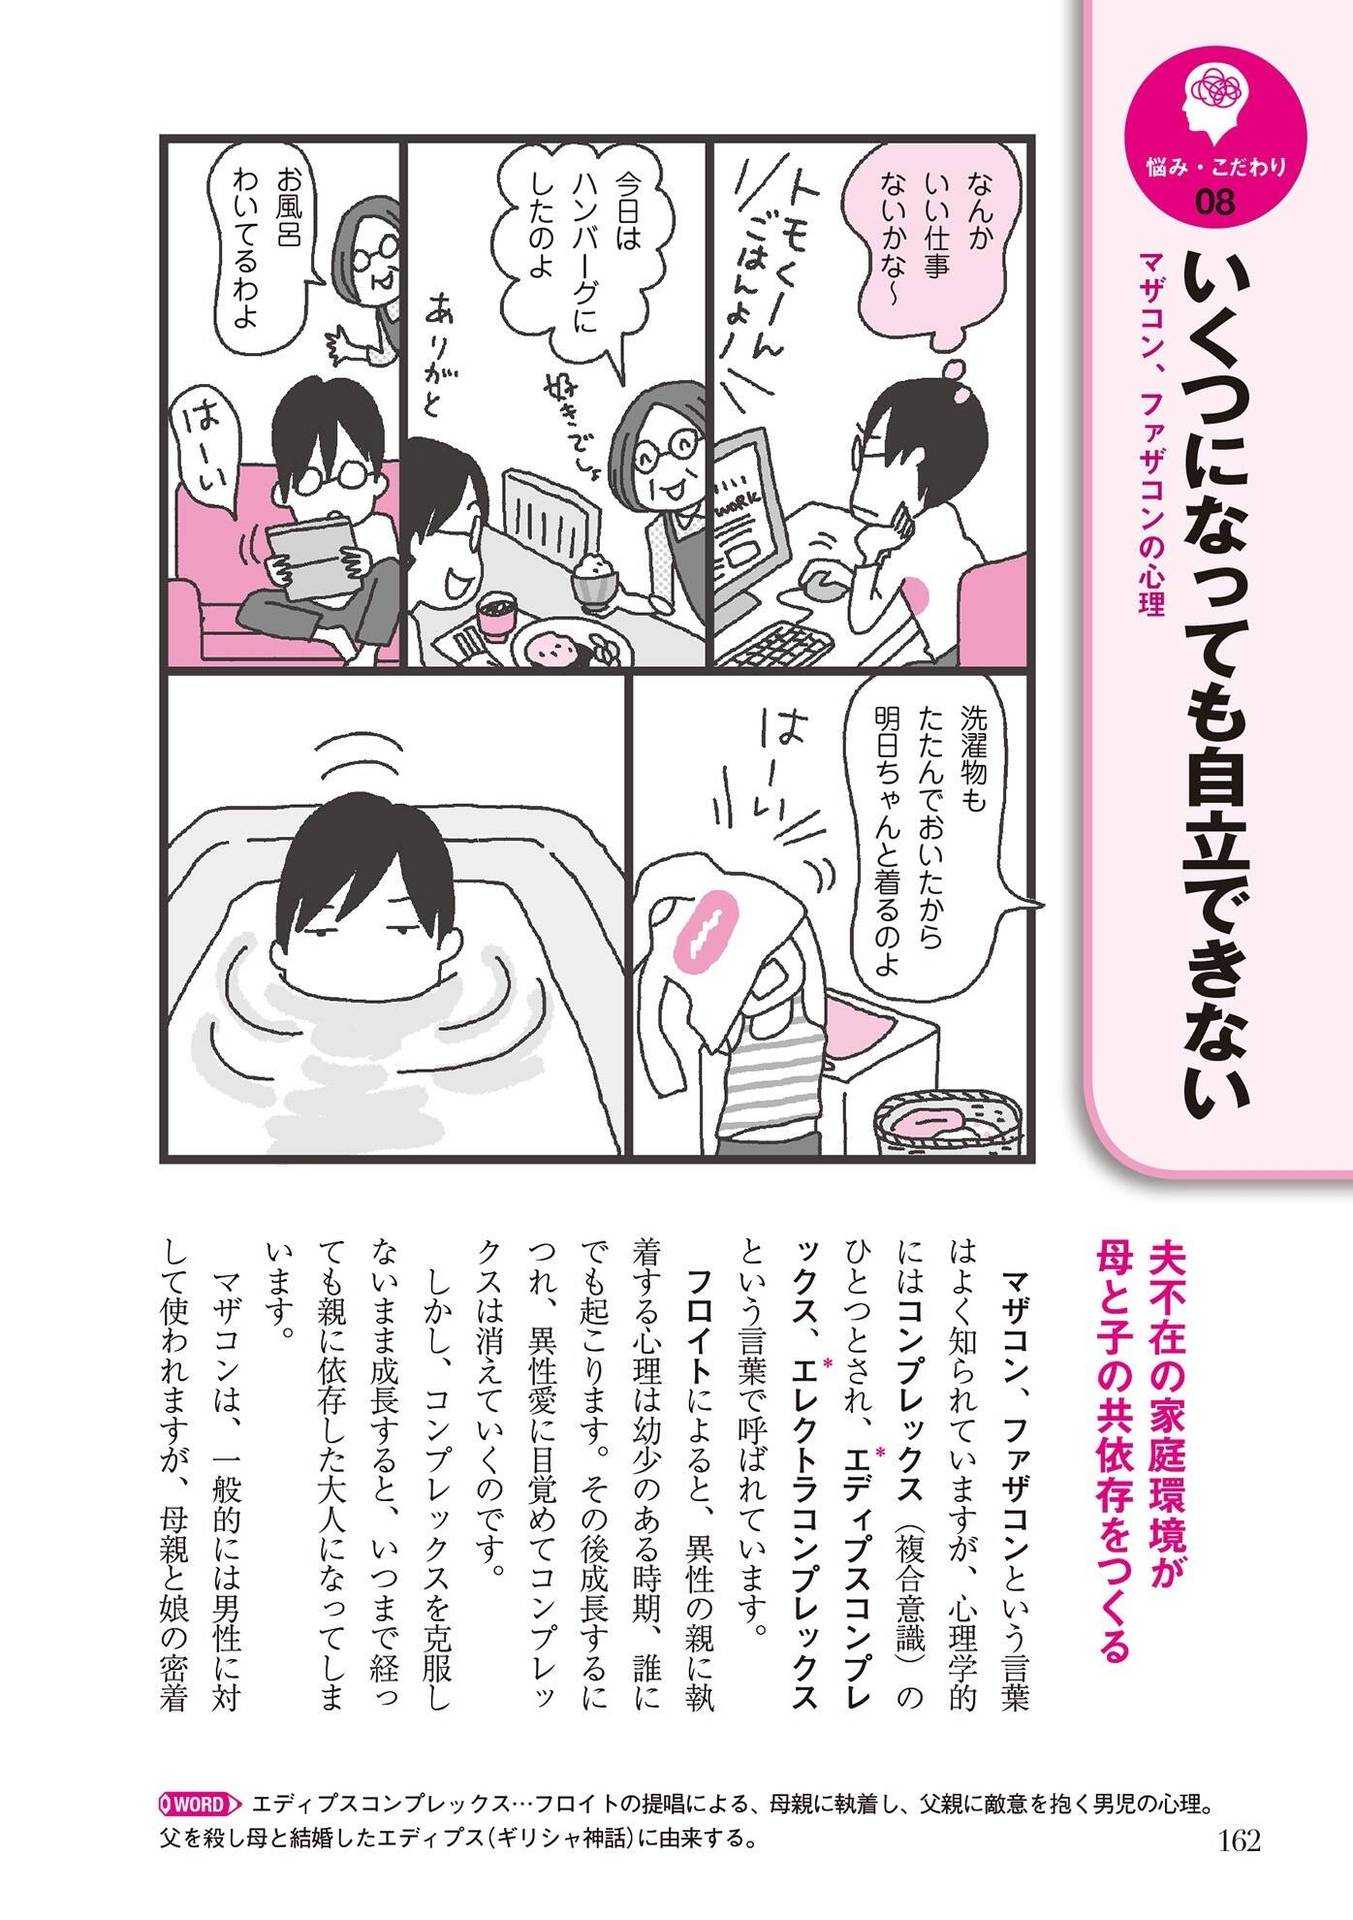 悩み・こだわり
08
いくつになっても自立できない
マザコン、ファザコンの心理
なんか
いい仕事
ないかな〜
トモくーん
ごはんよー
いいい
WORK
今日は
ハンバーグに
したのよ
好きでしょ
ありがと
お風呂
わいてるわよ
はーい
洗濯物も
たたんでおいたから
明日ちゃんと着るのよ
はーい
夫不在の家庭環境が
母と子の共依存をつくる
マザコン、ファザコンという言葉
はよく知られていますが、心理学的
にはコンプレックス（複合意識）の
ひとつとされ、エディプスコンプレ
ックス、エレクトラコンプレックス
という言葉で呼ばれています。
フロイトによると、異性の親に執
着する心理は幼少のある時期、誰に
でも起こります。その後成長するに
つれ、異性愛に目覚めてコンプレッ
クスは消えていくのです。
しかし、コンプレックスを克服し
ないまま成長すると、いつまで経っ
ても親に依存した大人になってしま
います。
マザコンは、一般的には男性に対
して使われますが、母親と娘の密着
WORD エディプスコンプレックス…フロイトの提唱による、母親に執着し、父親に敵意を抱く男児の心理。
父を殺し母と結婚したエディプス（ギリシャ神話）に由来する。
162